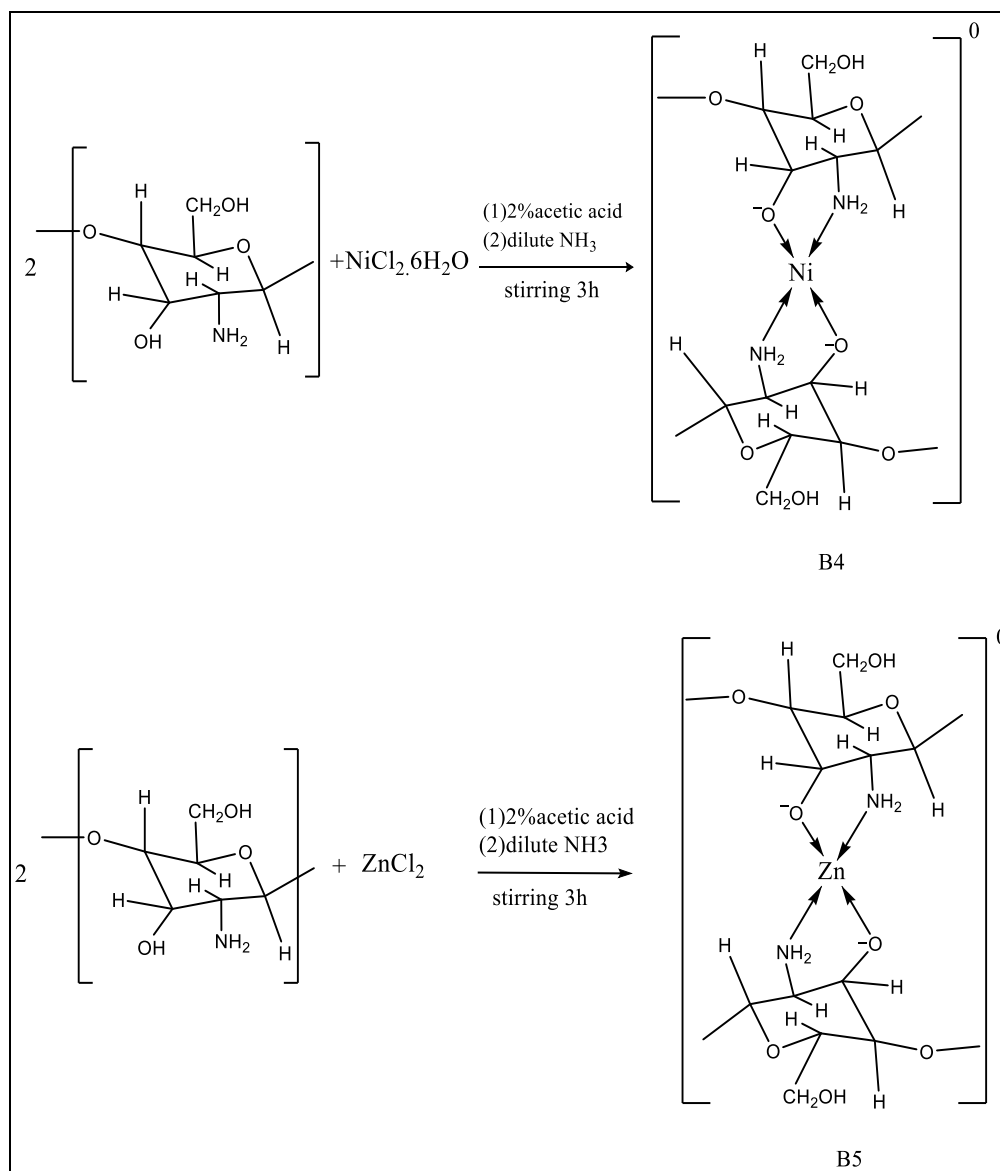 0
H
CH2OH
O
O
H
H
H
H
CH2OH
H
−O
NH2
H
O
O
(1)2%acetic acid
(2)dilute NH3
2
H
H
+NiCl2.6H2O
stirring 3h
Ni
H
OH
NH2
H
H
NH2
−O
H
H
H
O
O
CH2OH
H
B4
0
H
CH2OH
O
O
H
H
H
−O
NH2
H
H
CH2OH
(1)2%acetic acid
(2)dilute NH3
O
O
2
H
H
+ ZnCl2
stirring 3h
Zn
H
OH
NH2
H
H
NH2
−O
H
H
H
O
O
CH2OH
H
B5